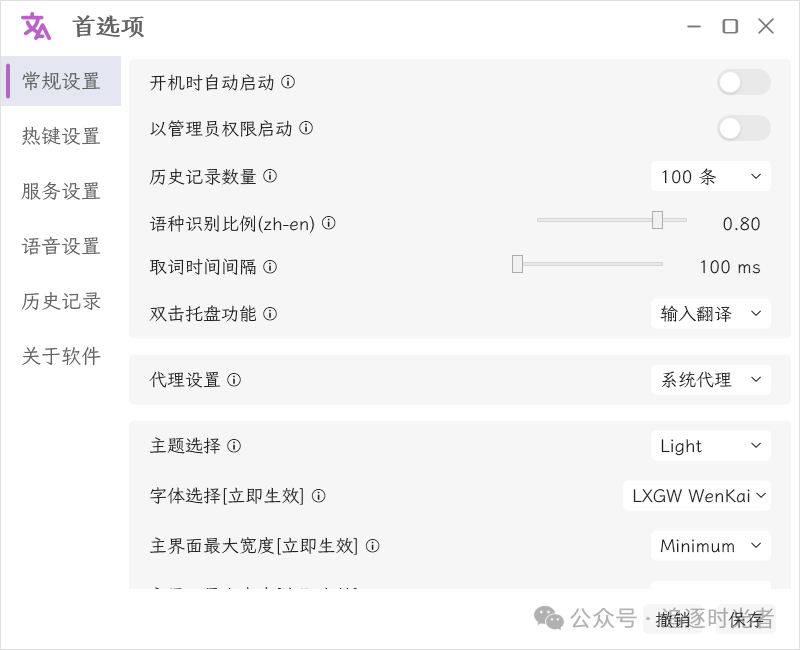 首选项
常规设置
热键设置
服务设置
语音设置
历史记录
关于软件
开机时自动启动
以管理员权限启动
历史记录数量 100 条
语种识别比例(zh-en) 0.80
取词时间间隔 100 ms
双击托盘功能 输入翻译
代理设置 系统代理
主题选择 Light
字体选择[立即生效] LXGW WenKai
主界面最大宽度[立即生效] Minimum
公众号 · 追逐时光者
撤销 保存